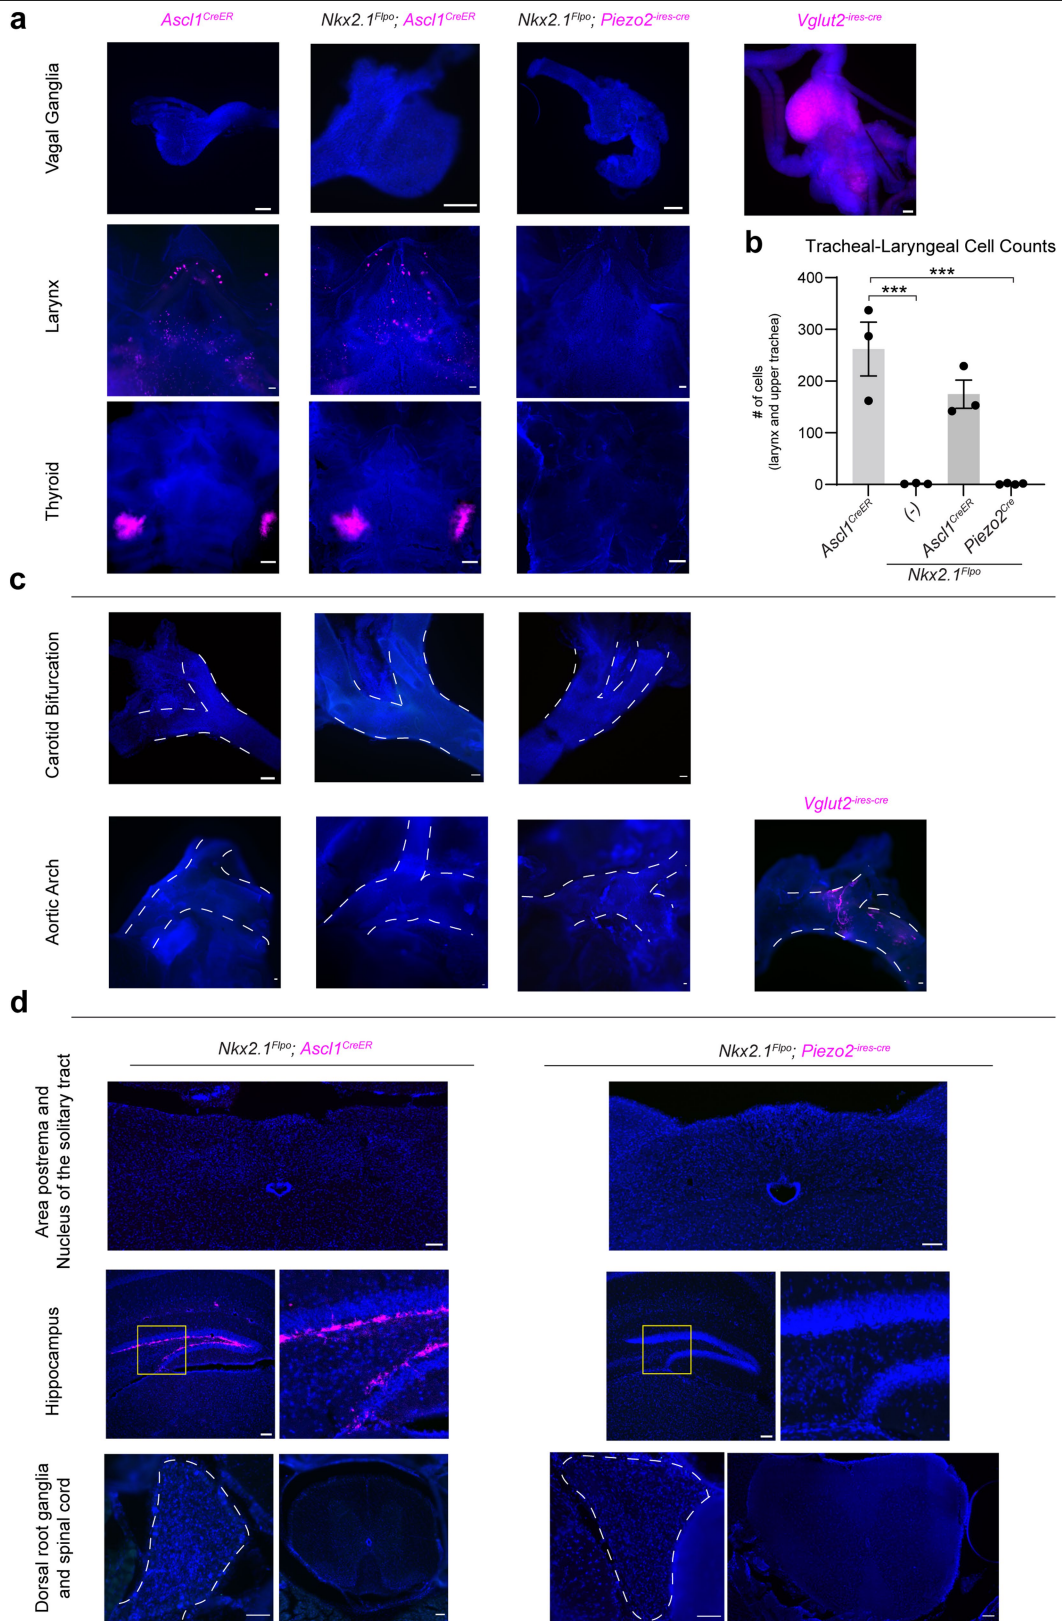 a
Ascl1CreER
Nkx2.1Flpo; Ascl1CreER
Nkx2.1Flpo; Piezo2-ires-cre
Vglut2-ires-cre
Vagal Ganglia
Larynx
Thyroid
b
Tracheal-Laryngeal Cell Counts
# of cells
(larynx and upper trachea)
400
300
200
100
0
***
***
Ascl1CreER
(-)
Ascl1CreER
Piezo2Cre
Nkx2.1Flpo
c
Carotid Bifurcation
Aortic Arch
Vglut2-ires-cre
d
Nkx2.1Flpo; Ascl1CreER
Nkx2.1Flpo; Piezo2-ires-cre
Area postrema and
Nucleus of the solitary tract
Hippocampus
Dorsal root ganglia
and spinal cord